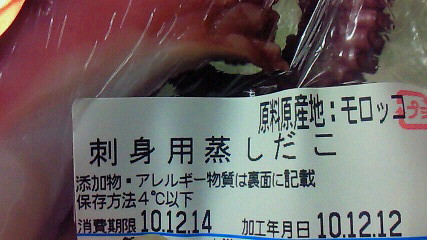 原料原産地：モロッコ
刺身用蒸しだこ
添加物・アレルギー物質は裏面に記載
保存方法4℃以下
消費期限 10.12.14 加工年月日 10.12.12